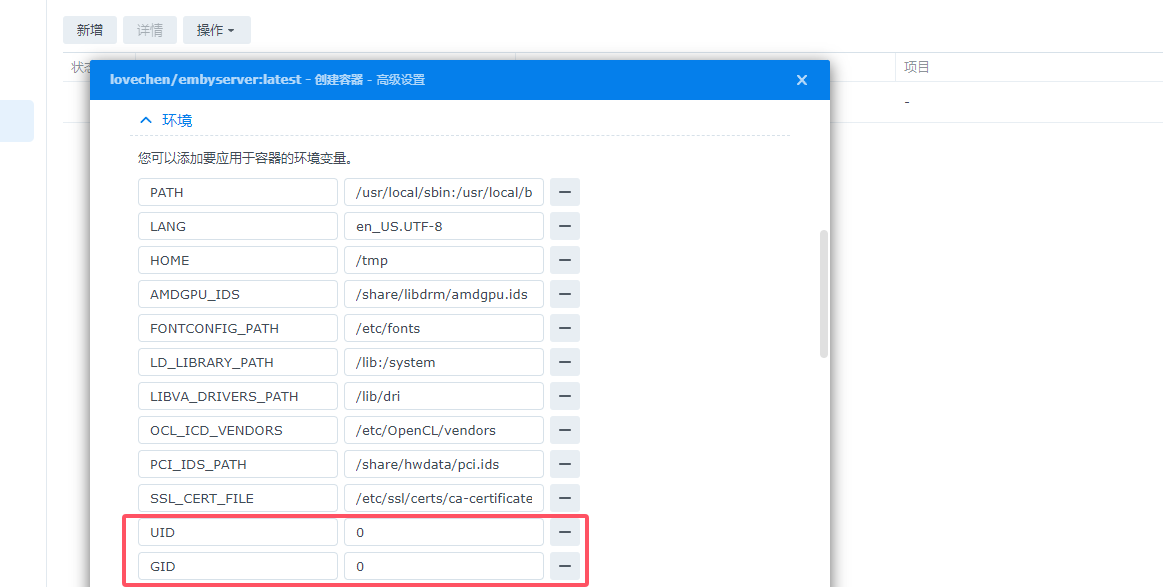 新增 详情 操作
状态 项目
lovechen/embyserver:latest - 创建容器 - 高级设置
-
环境
您可以添加要应用于容器的环境变量。
PATH /usr/local/sbin:/usr/local/b
LANG en_US.UTF-8
HOME /tmp
AMDGPU_IDS /share/libdrm/amdgpu.ids
FONTCONFIG_PATH /etc/fonts
LD_LIBRARY_PATH /lib:/system
LIBVA_DRIVERS_PATH /lib/dri
OCL_ICD_VENDORS /etc/OpenCL/vendors
PCI_IDS_PATH /share/hwdata/pci.ids
SSL_CERT_FILE /etc/ssl/certs/ca-certificate
UID 0
GID 0